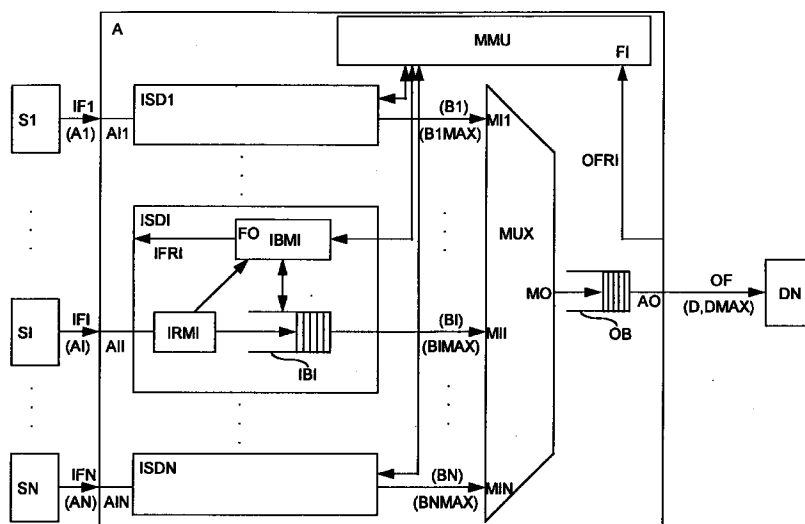 A
MMU
FI
S1
IF1
(A1)
AI1
ISD1
(B1)
(B1MAX)
MI1
OFRI
ISDI
FO
IBMI
IFRI
MUX
SI
IFI
(AI)
AII
IRMI
IBI
(BI)
(BIMAX)
MII
MO
OB
AO
OF
(D,DMAX)
DN
SN
IFN
(AN)
AIN
ISDN
(BN)
(BNMAX)
MIN